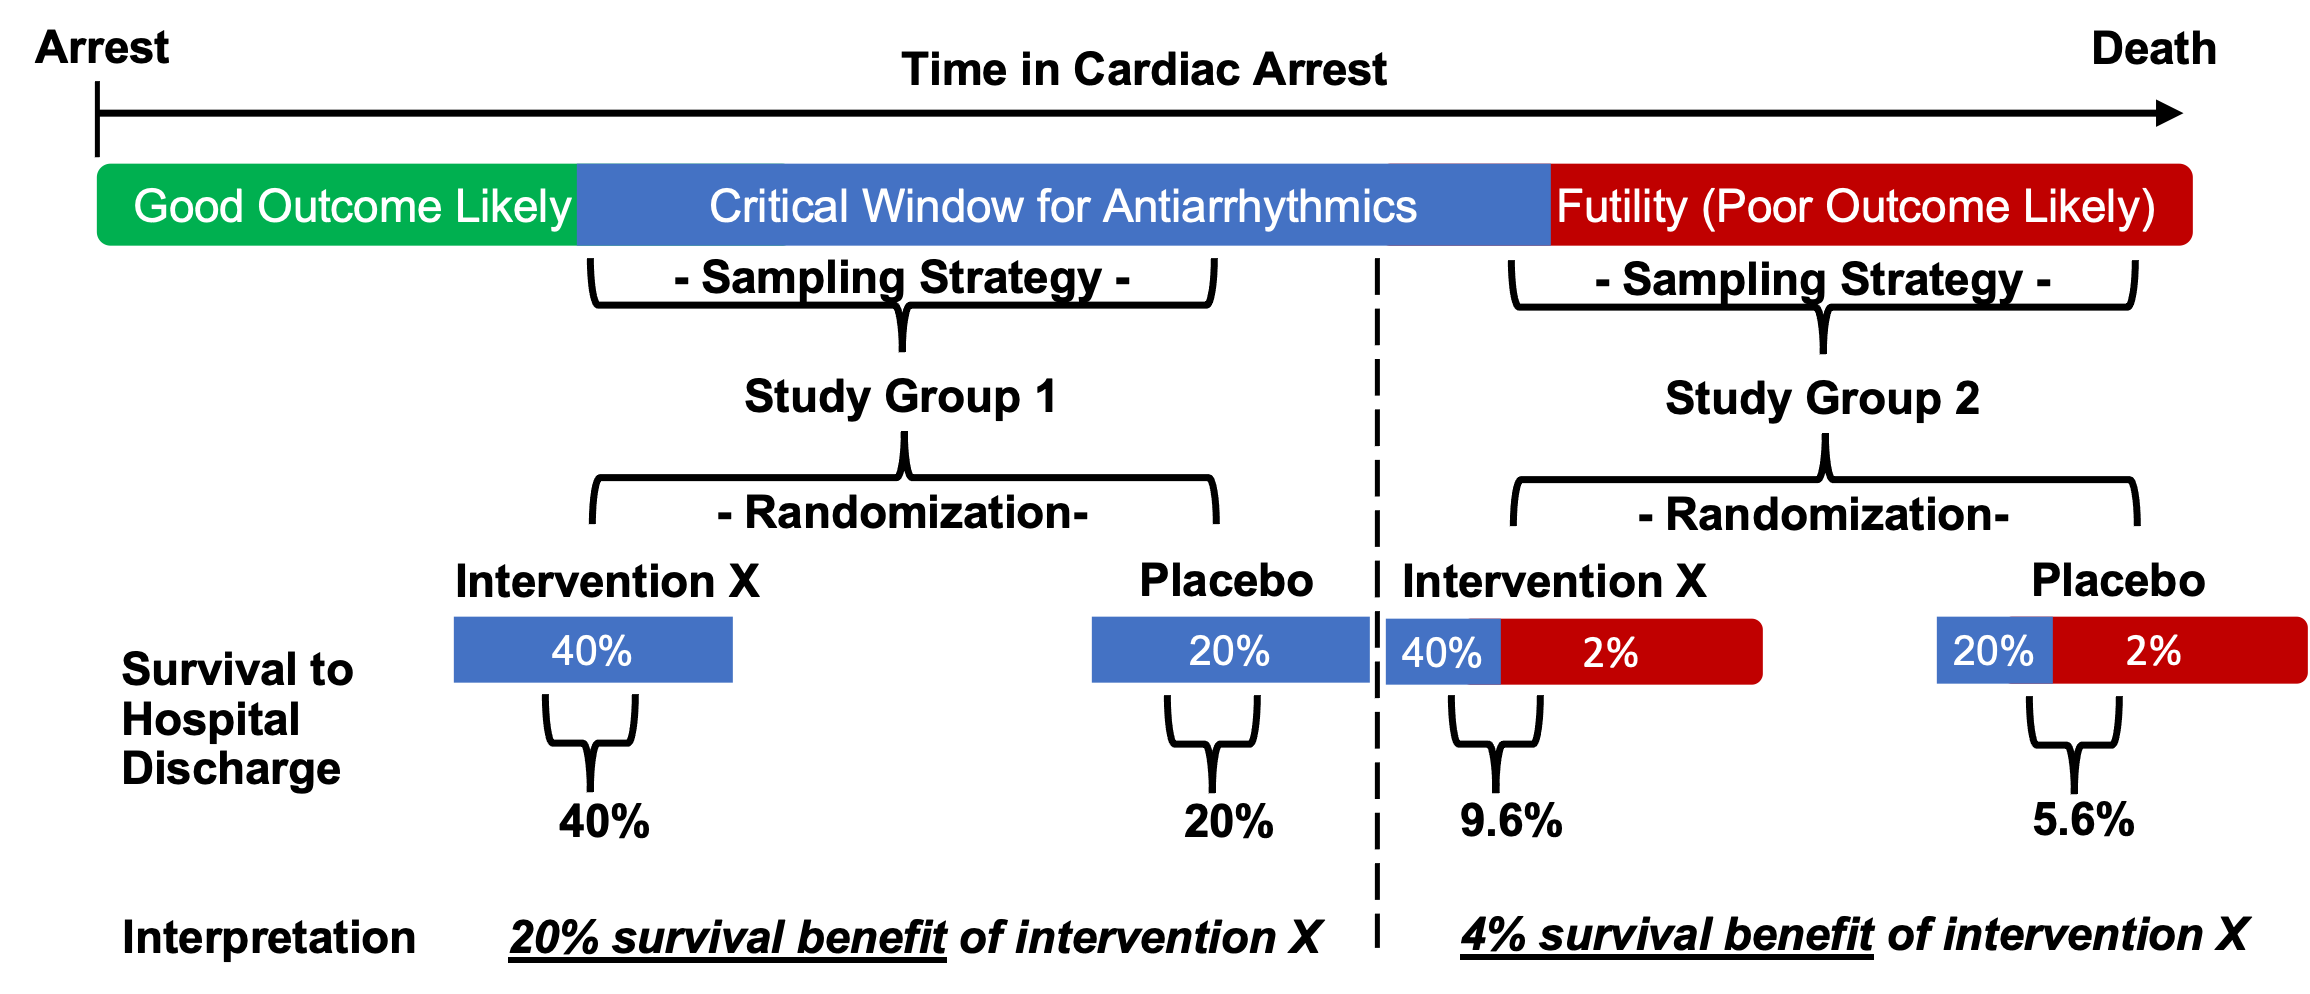 Arrest
Time in Cardiac Arrest
Death
Good Outcome Likely
Critical Window for Antiarrhythmics
Futility (Poor Outcome Likely)
- Sampling Strategy -
- Sampling Strategy -
Study Group 1
Study Group 2
- Randomization-
- Randomization-
Intervention X
Placebo
Intervention X
Placebo
Survival to
Hospital
Discharge
40%
20%
40%
2%
20%
2%
40%
20%
9.6%
5.6%
Interpretation
20% survival benefit of intervention X
4% survival benefit of intervention X